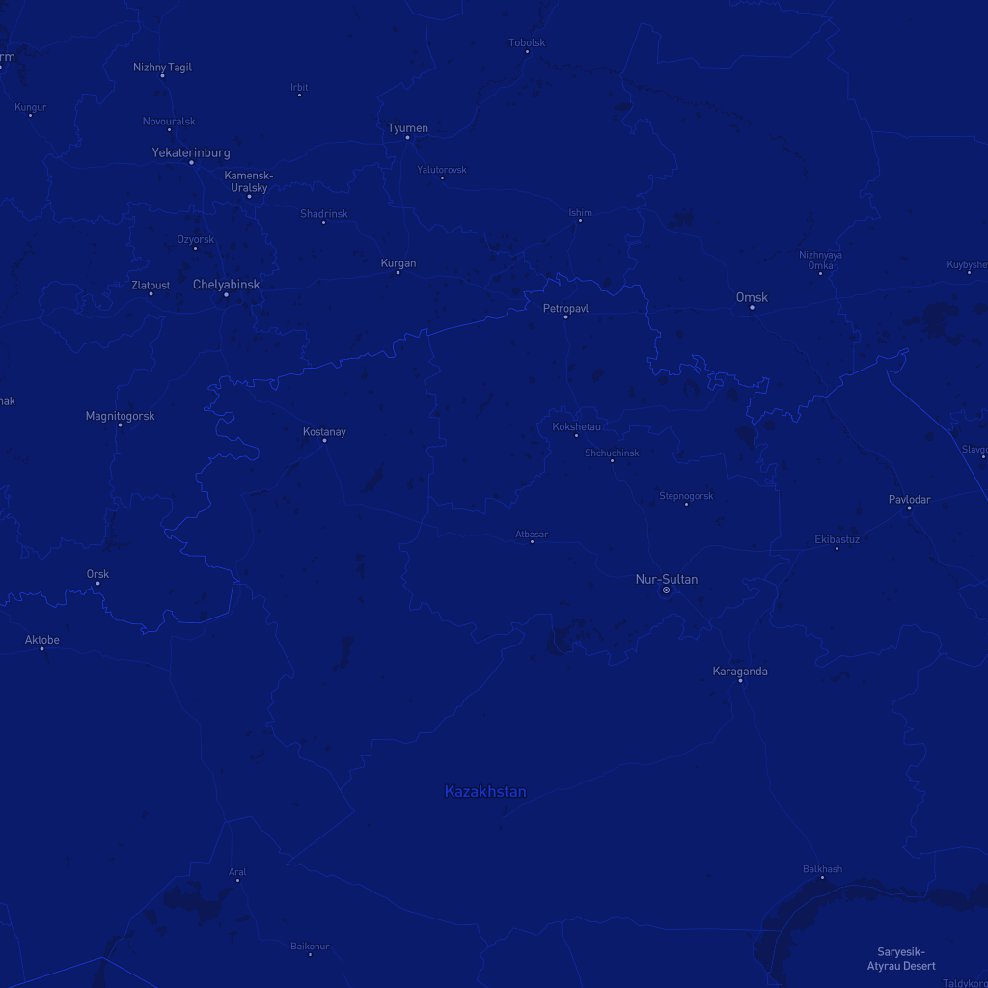 Tobolsk
rm
Nizhny Tagil
Irbit
Kungur
Novouralsk
Tyumen
Yekaterinburg
Yalutorovsk
Kamensk-
Uralsky
Shadrinsk
Ishim
Ozyorsk
Nizhnyaya
Omka
Kurgan
Kuybyshe
Zlatoust
Chelyabinsk
Omsk
Petropavl
nak
Magnitogorsk
Kostanay
Kokshetau
Shchuchinsk
Slavgo
Stepnogorsk
Pavlodar
Atbasar
Ekibastuz
Orsk
Nur-Sultan
Aktobe
Karaganda
Kazakhstan
Aral
Balkhash
Baikonur
Saryesik-
Atyrau Desert
Taldykorg